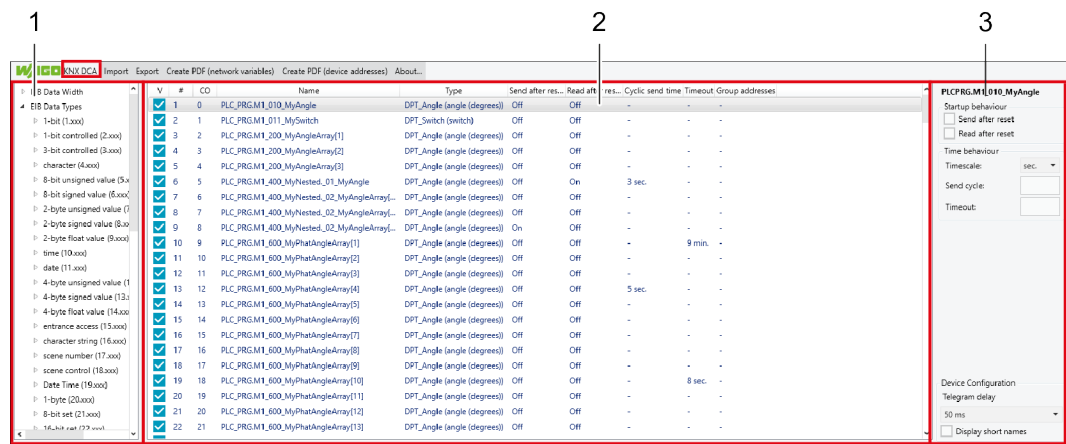 1 2 3
WAGO KNX DCA Import Export Create PDF (network variables) Create PDF (device addresses) About...
EIB Data Width
EIB Data Types
1-bit (1.xxx)
1-bit controlled (2.xxx)
3-bit controlled (3.xxx)
character (4.xxx)
8-bit unsigned value (5.x
8-bit signed value (6.xxx)
2-byte unsigned value (7
2-byte signed value (8.xx
2-byte float value (9.xxx)
time (10.xxx)
date (11.xxx)
4-byte unsigned value (1
4-byte signed value (13.x
4-byte float value (14.xxx
entrance access (15.xxx)
character string (16.xxx)
scene number (17.xxx)
scene control (18.xxx)
Date Time (19.xxx)
1-byte (20.xxx)
8-bit set (21.xxx)
16-bit set (22.xxx)
V # CO Name Type Send after res... Read after res... Cyclic send time Timeout Group addresses
1 0 PLC_PRG.M1_010_MyAngle DPT_Angle (angle (degrees)) Off Off - - -
2 1 PLC_PRG.M1_011_MySwitch DPT_Switch (switch) Off Off - - -
3 2 PLC_PRG.M1_200_MyAngleArray[1] DPT_Angle (angle (degrees)) Off Off - - -
4 3 PLC_PRG.M1_200_MyAngleArray[2] DPT_Angle (angle (degrees)) Off Off - - -
5 4 PLC_PRG.M1_200_MyAngleArray[3] DPT_Angle (angle (degrees)) Off Off - - -
6 5 PLC_PRG.M1_400_MyNested._01_MyAngle DPT_Angle (angle (degrees)) Off On 3 sec. - -
7 6 PLC_PRG.M1_400_MyNested._02_MyAngleArray[... DPT_Angle (angle (degrees)) Off Off - - -
8 7 PLC_PRG.M1_400_MyNested._02_MyAngleArray[... DPT_Angle (angle (degrees)) Off Off - - -
9 8 PLC_PRG.M1_400_MyNested._02_MyAngleArray[... DPT_Angle (angle (degrees)) On Off - - -
10 9 PLC_PRG.M1_600_MyPhatAngleArray[1] DPT_Angle (angle (degrees)) Off Off - 9 min. -
11 10 PLC_PRG.M1_600_MyPhatAngleArray[2] DPT_Angle (angle (degrees)) Off Off - - -
12 11 PLC_PRG.M1_600_MyPhatAngleArray[3] DPT_Angle (angle (degrees)) Off Off - - -
13 12 PLC_PRG.M1_600_MyPhatAngleArray[4] DPT_Angle (angle (degrees)) Off Off 5 sec. - -
14 13 PLC_PRG.M1_600_MyPhatAngleArray[5] DPT_Angle (angle (degrees)) Off Off - - -
15 14 PLC_PRG.M1_600_MyPhatAngleArray[6] DPT_Angle (angle (degrees)) Off Off - - -
16 15 PLC_PRG.M1_600_MyPhatAngleArray[7] DPT_Angle (angle (degrees)) Off Off - - -
17 16 PLC_PRG.M1_600_MyPhatAngleArray[8] DPT_Angle (angle (degrees)) Off Off - - -
18 17 PLC_PRG.M1_600_MyPhatAngleArray[9] DPT_Angle (angle (degrees)) Off Off - - -
19 18 PLC_PRG.M1_600_MyPhatAngleArray[10] DPT_Angle (angle (degrees)) Off Off - 8 sec. -
20 19 PLC_PRG.M1_600_MyPhatAngleArray[11] DPT_Angle (angle (degrees)) Off Off - - -
21 20 PLC_PRG.M1_600_MyPhatAngleArray[12] DPT_Angle (angle (degrees)) Off Off - - -
22 21 PLC_PRG.M1_600_MyPhatAngleArray[13] DPT_Angle (angle (degrees)) Off Off - - -
PLCPRG.M1_010_MyAngle
Startup behaviour
Send after reset
Read after reset
Time behaviour
Timescale: sec.
Send cycle:
Timeout:
Device Configuration
Telegram delay
50 ms
Display short names